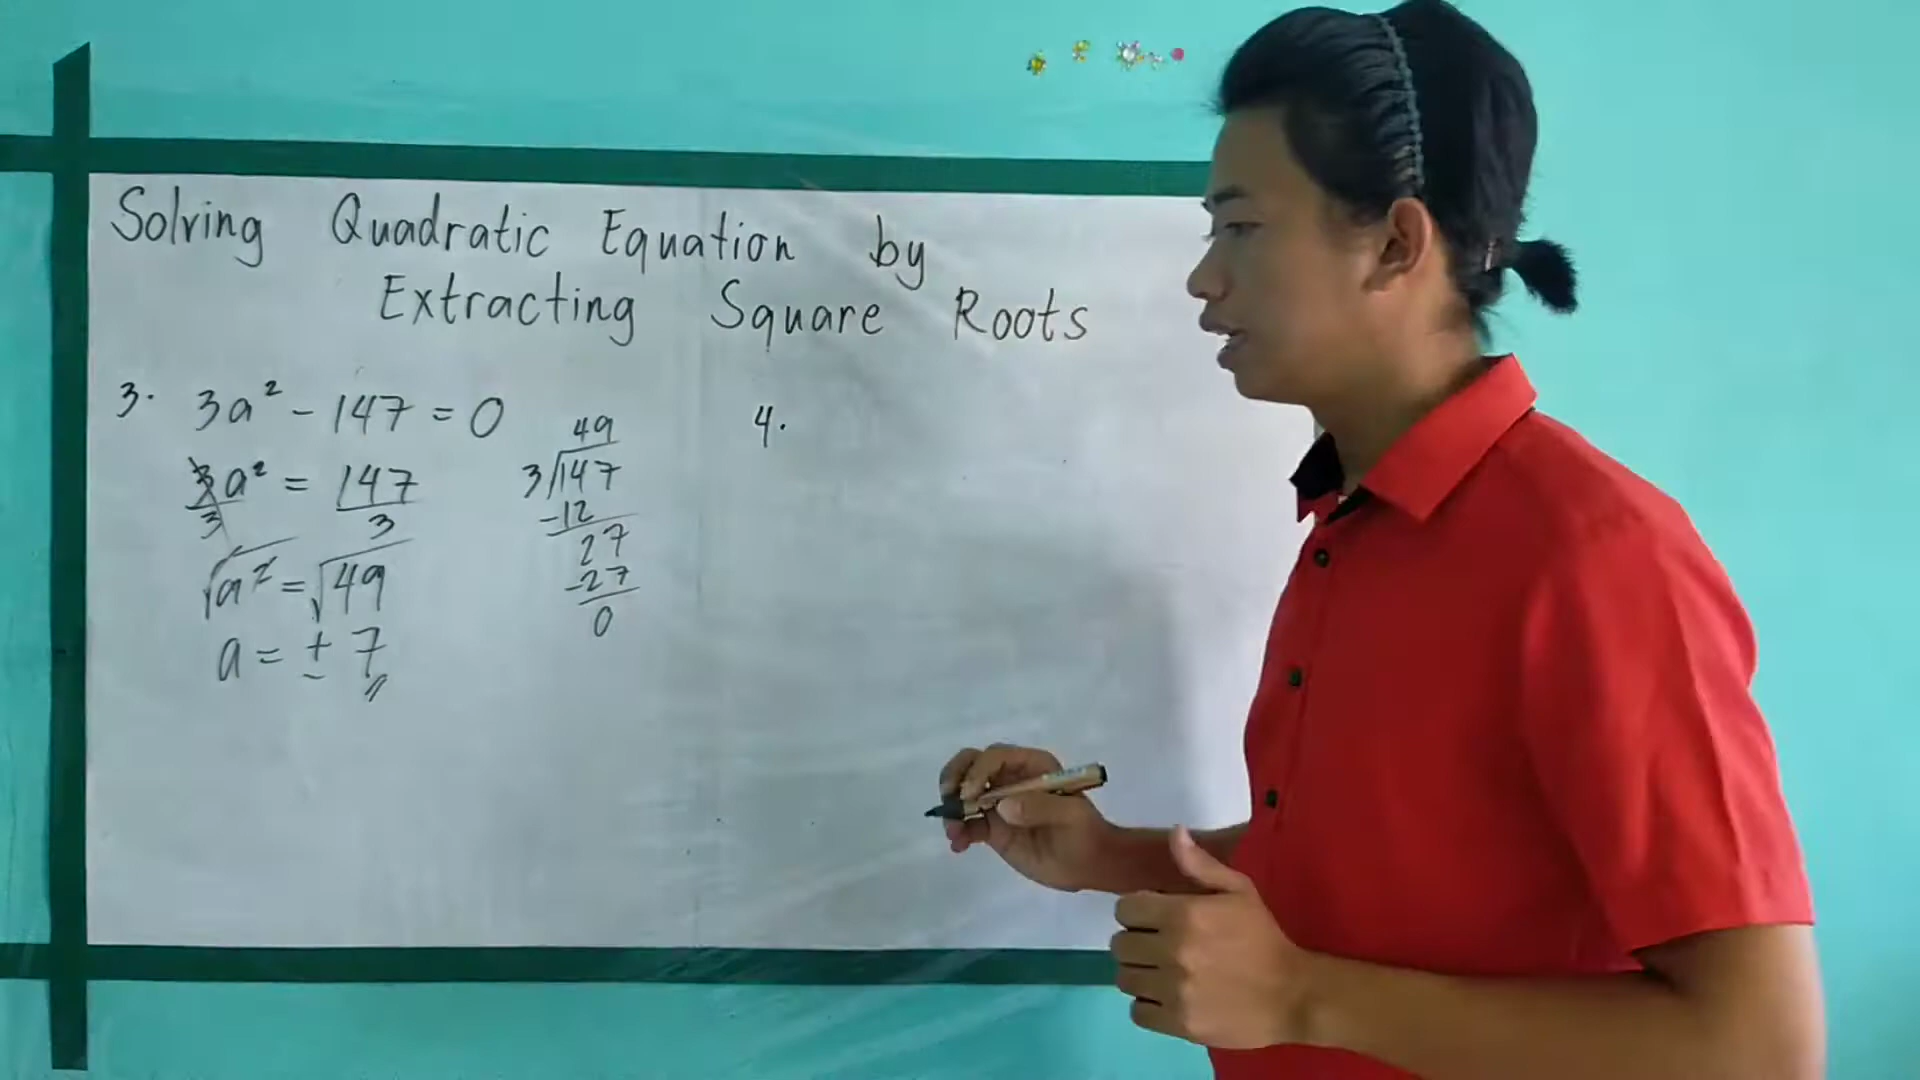 Solving Quadratic Equation by
Extracting Square Roots
3. 3a² - 147 = 0
3a² = 147
3 3
√a² = √49
a = ± 7
49
3√147
-12
27
-27
0
4.